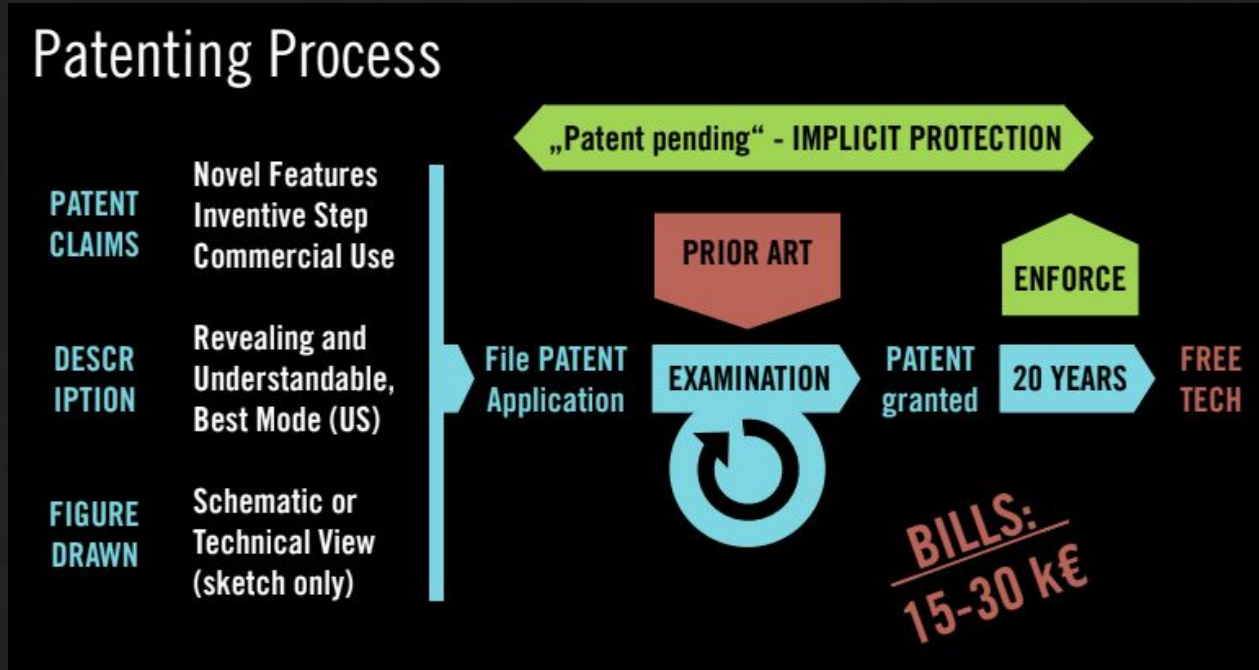 Patenting Process
„Patent pending“ - IMPLICIT PROTECTION
PATENT
CLAIMS
Novel Features
Inventive Step
Commercial Use
DESCR
IPTION
Revealing and
Understandable,
Best Mode (US)
FIGURE
DRAWN
Schematic or
Technical View
(sketch only)
File PATENT
Application
PRIOR ART
EXAMINATION
PATENT
granted
ENFORCE
20 YEARS
FREE
TECH
BILLS:
15-30 k€